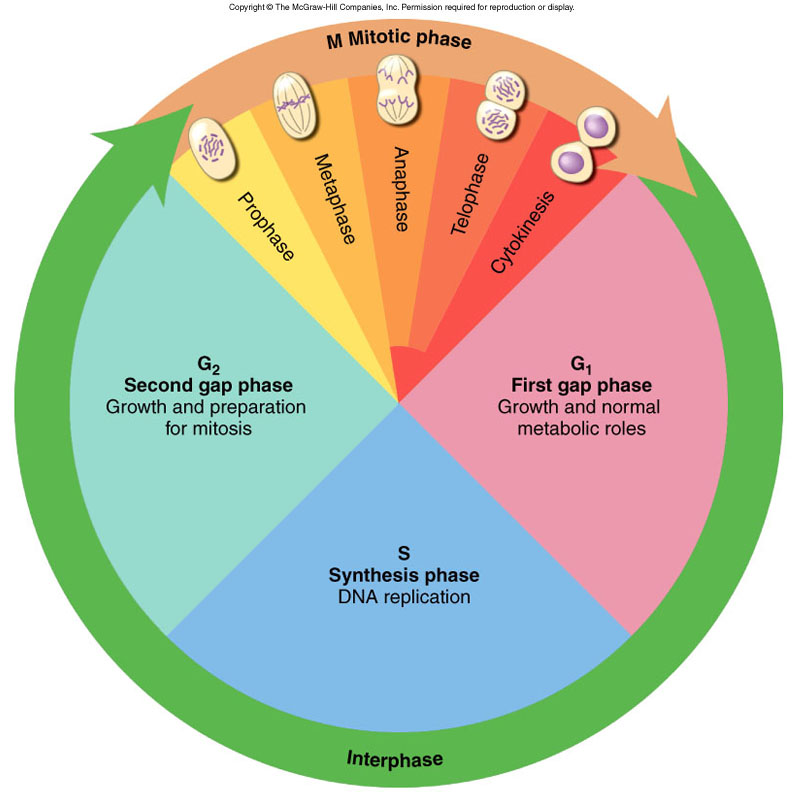 Copyright © The McGraw-Hill Companies, Inc. Permission required for reproduction or display.
M Mitotic phase
Prophase
Metaphase
Anaphase
Telophase
Cytokinesis
G₂
Second gap phase
Growth and preparation
for mitosis
G₁
First gap phase
Growth and normal
metabolic roles
S
Synthesis phase
DNA replication
Interphase